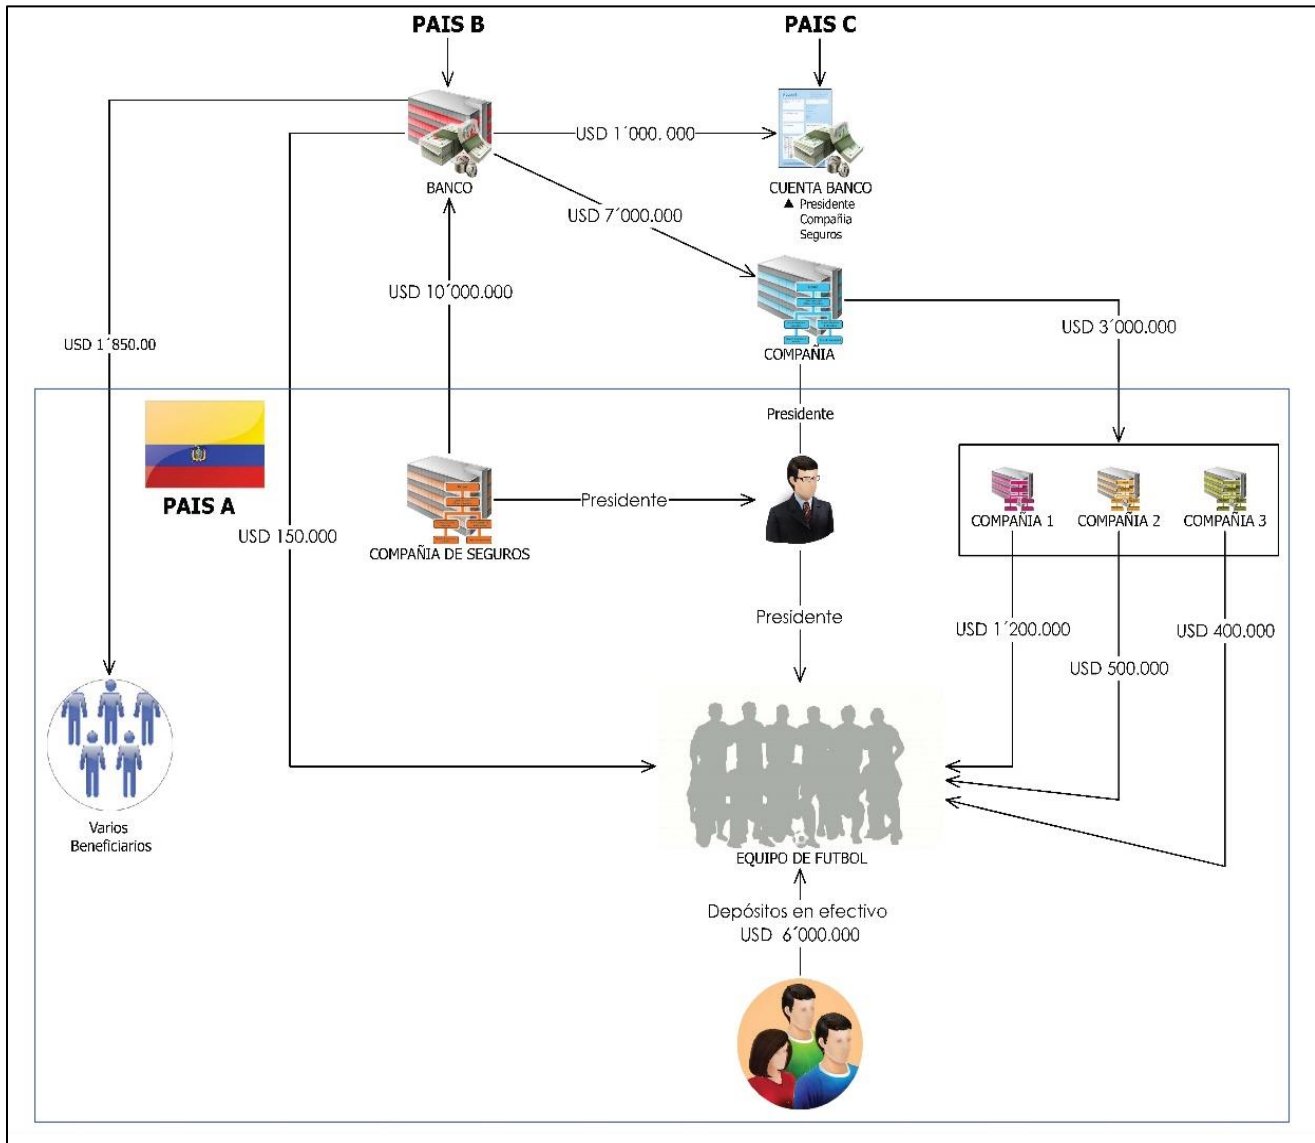 PAIS B
PAIS C
USD 1´000. 000
BANCO
CUENTA BANCO
▲ Presidente
Compañia
Seguros
USD 7´000.000
USD 10´000.000
USD 3´000.000
USD 1´850.00
COMPAÑIA
Presidente
PAIS A
Presidente
COMPAÑIA 1
COMPAÑIA 2
COMPAÑIA 3
USD 150.000
COMPAÑIA DE SEGUROS
Presidente
USD 1´200.000
USD 400.000
USD 500.000
Varios
Beneficiarios
EQUIPO DE FUTBOL
Depósitos en efectivo
USD 6´000.000